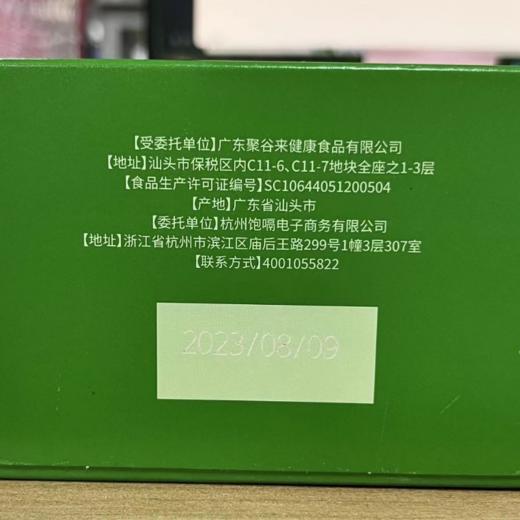 【受委托单位】广东聚谷来健康食品有限公司
【地址】汕头市保税区内C11-6、C11-7地块全座之1-3层
【食品生产许可证编号】SC10644051200504
【产地】广东省汕头市
【委托单位】杭州饱嗝电子商务有限公司
【地址】浙江省杭州市滨江区庙后王路299号1幢3层307室
【联系方式】4001055822
2023/08/09